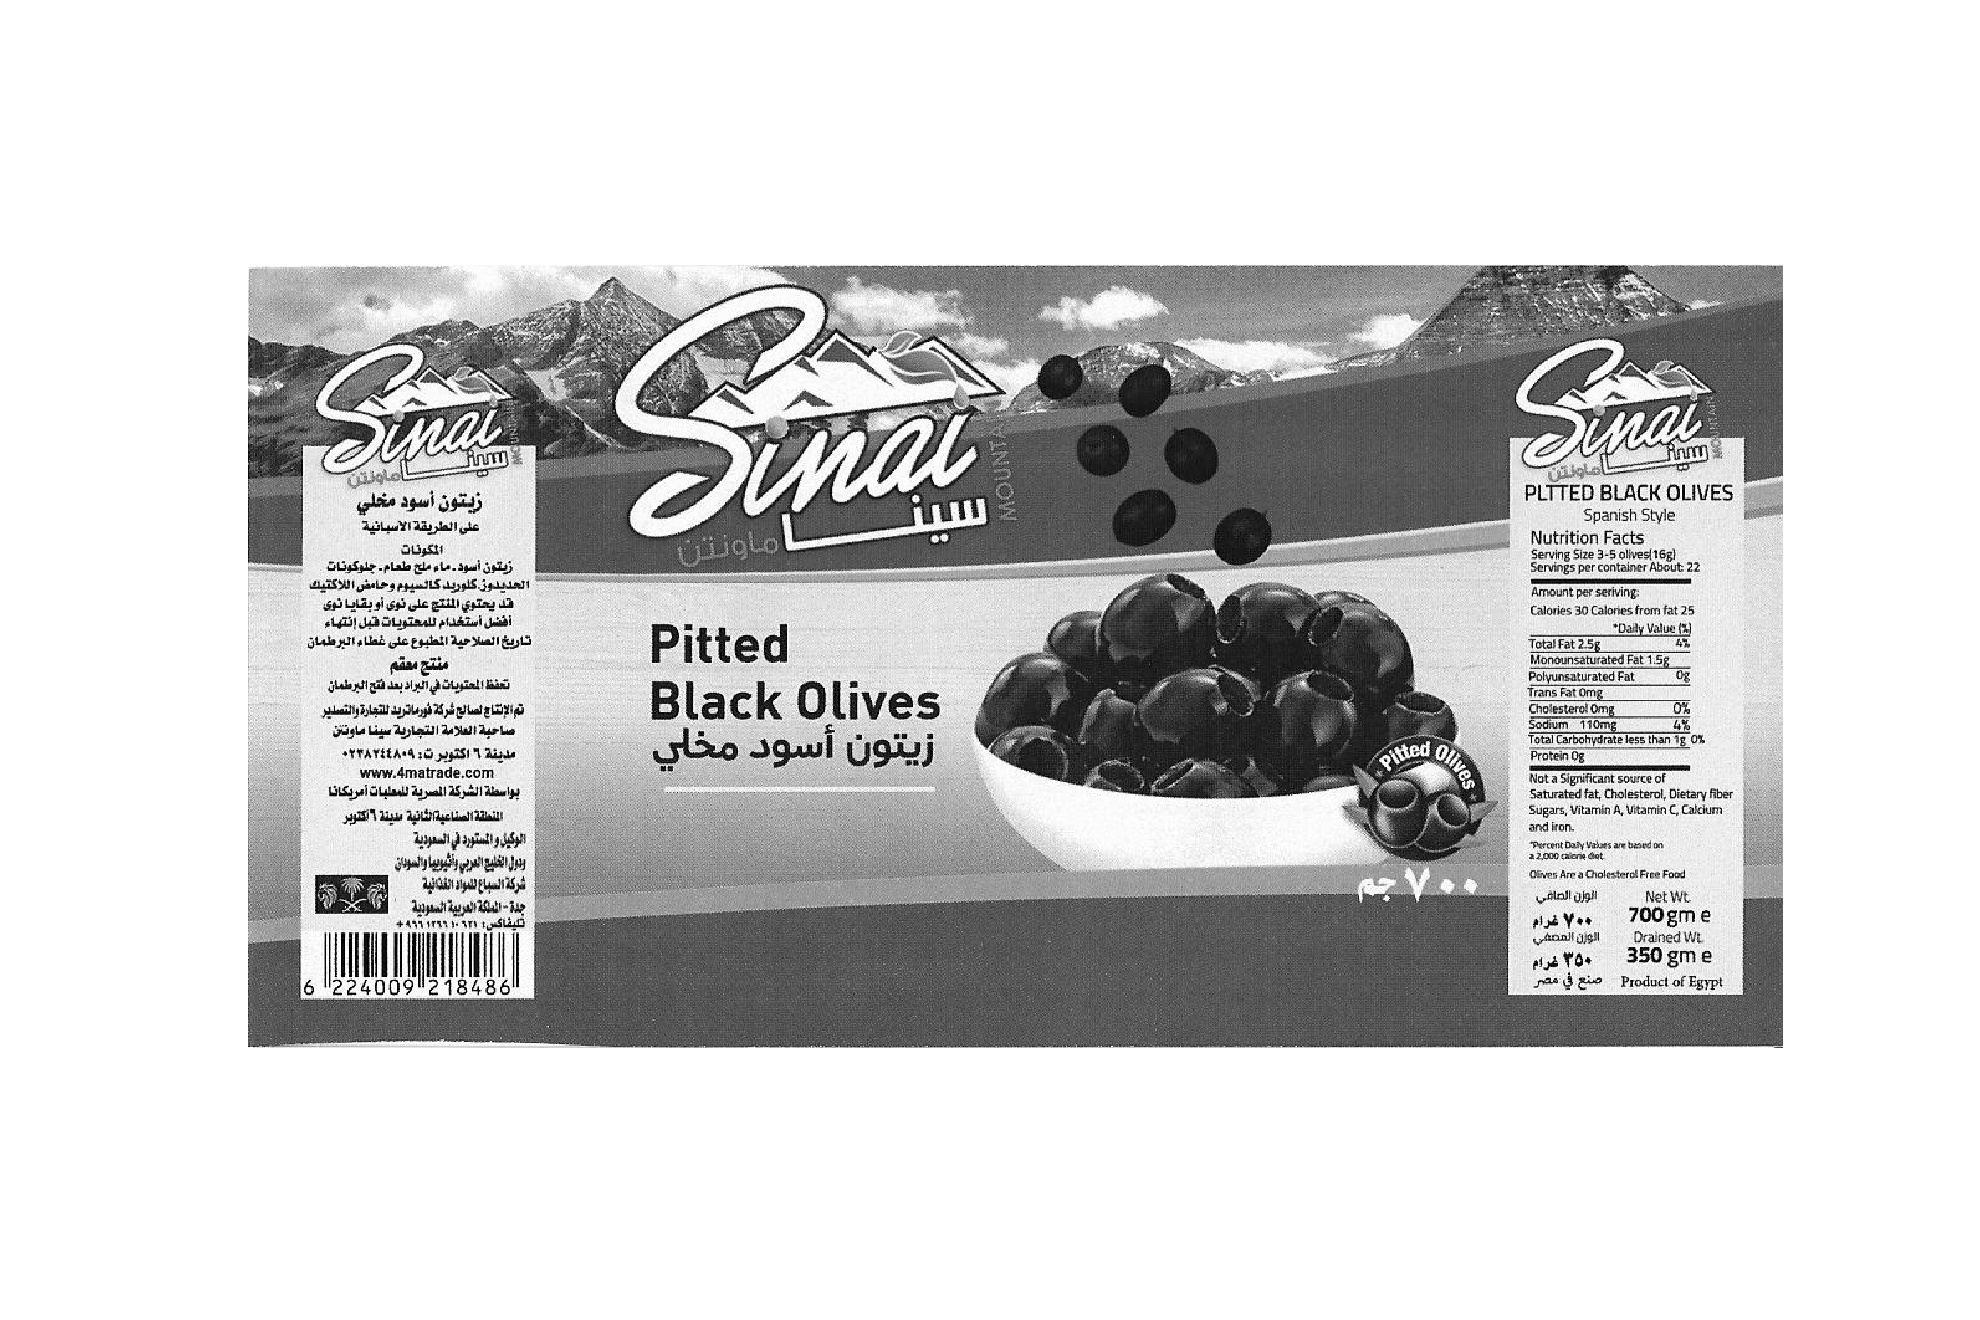 Sinai
MOUNTAIN
سينا
ماونتن
زيتون أسود مخلي
على الطريقة الأسبانية
المكونات
زيتون أسود. ماء. ملح طعام. جلوكونات
الحديدوز. كلوريد كالسيوم وحامض اللاكتيك
قد يحتوي المنتج على نوى أو بقايا نوى
أفضل أستخدام للمحتويات قبل إنتهاء
تاريخ الصلاحية المطبوع على غطاء البرطمان
منتج معقم
تحفظ المحتويات في البراد بعد فتح البرطمان
تم الإنتاج لصالح شركة فورماتريد للتجارة والتصدير
صاحبة العلامة التجارية سينا ماونتن
مدينة ٦ اكتوبر ت: ٠٢٣٨٢٤٤٨٠٩
www.4matrade.com
بواسطة الشركة المصرية للمعلبات أمريكانا
المنطقة الصناعية الثانية مدينة ٦ أكتوبر
الوكيل و المستورد في السعودية
ودول الخليج العربي وأثيوبيا والسودان
شركة السباع للمواد الغذائية
جدة - المملكة العربية السعودية
تليفاكس:
6 224009 218486
Sinai
MOUNTAIN
سينا
ماونتن
Pitted
Black Olives
زيتون أسود مخلي
Pitted Olives
٧٠٠ جم
Sinai
MOUNTAIN
سينا
ماونتن
PLTTED BLACK OLIVES
Spanish Style
Nutrition Facts
Serving Size 3-5 olives(16g)
Servings per container About: 22
Amount per seriving:
Calories 30 Calories from fat 25
*Daily Value (%)
Total Fat 2.5g 4%
Monounsaturated Fat 1.5g
Polyunsaturated Fat 0g
Trans Fat 0mg
Cholesterol 0mg 0%
Sodium 110mg 4%
Total Carbohydrate less than 1g 0%
Protein 0g
Not a Significant source of
Saturated fat, Cholesterol, Dietary fiber
Sugars, Vitamin A, Vitamin C, Calcium
and iron.
*Percent Daily Values are based on
a 2,000 calorie diet.
Olives Are a Cholesterol Free Food
الوزن الصافي Net Wt.
٧٠٠ غرام 700 gm e
الوزن المصفي Drained Wt.
٣٥٠ غرام 350 gm e
صنع في مصر Product of Egypt